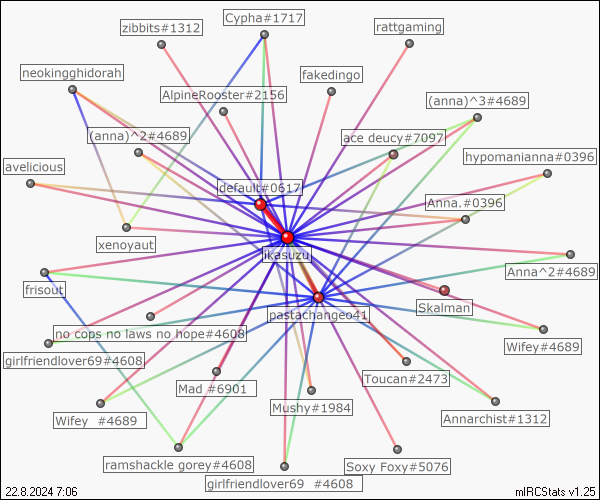 Cypha#1717
zibbits#1312
rattgaming
neokingghidorah
fakedingo
AlpineRooster#2156
(anna)^3#4689
(anna)^2#4689
ace deucy#7097
hypomanianna#0396
avelicious
default#0617
Anna.#0396
xenoyaut
ikasuzu
Anna^2#4689
frisout
Skalman
pastachangeo41
no cops no laws no hope#4608
girlfriendlover69#4608
Wifey#4689
Toucan#2473
Mad #6901
Mushy#1984
Wifey #4689
Annarchist#1312
ramshackle gorey#4608
Soxy Foxy#5076
girlfriendlover69 #4608
22.8.2024 7:06
mIRCStats v1.25